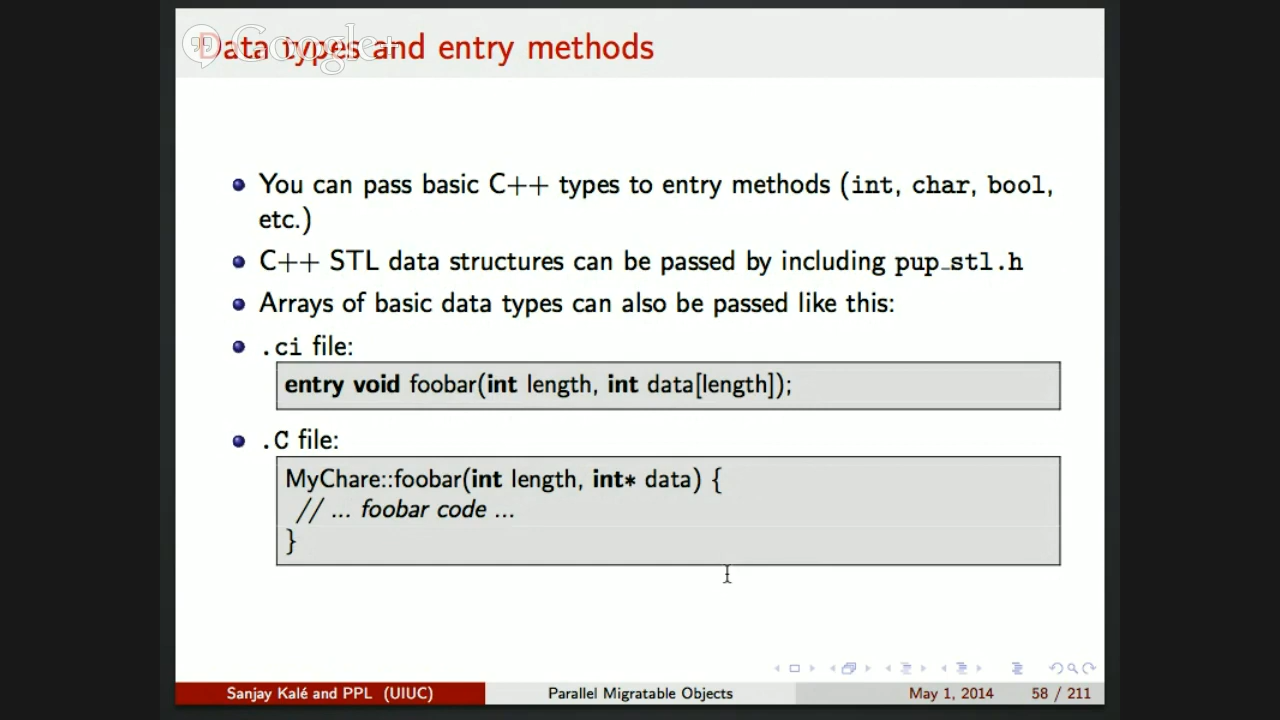 Data types and entry methods
Google+
You can pass basic C++ types to entry methods (int, char, bool,
etc.)
C++ STL data structures can be passed by including pup_stl.h
Arrays of basic data types can also be passed like this:
.ci file:
entry void foobar(int length, int data[length]);
.C file:
MyChare::foobar(int length, int* data) {
// ... foobar code ...
}
Sanjay Kalé and PPL (UIUC)
Parallel Migratable Objects
May 1, 2014
58 / 211